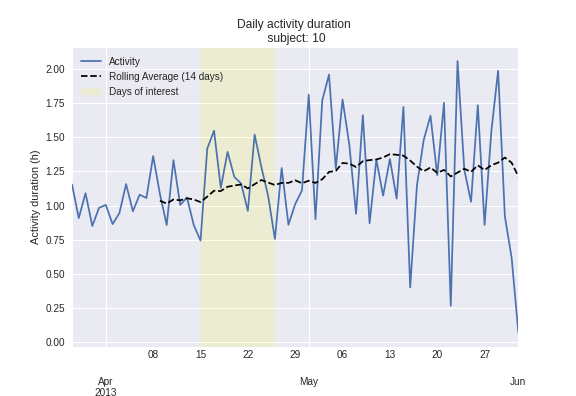 Daily activity duration
subject: 10
Activity
Rolling Average (14 days)
Days of interest
Activity duration (h)
2.00
1.75
1.50
1.25
1.00
0.75
0.50
0.25
0.00
08 15 22 29 06 13 20 27
Apr May Jun
2013